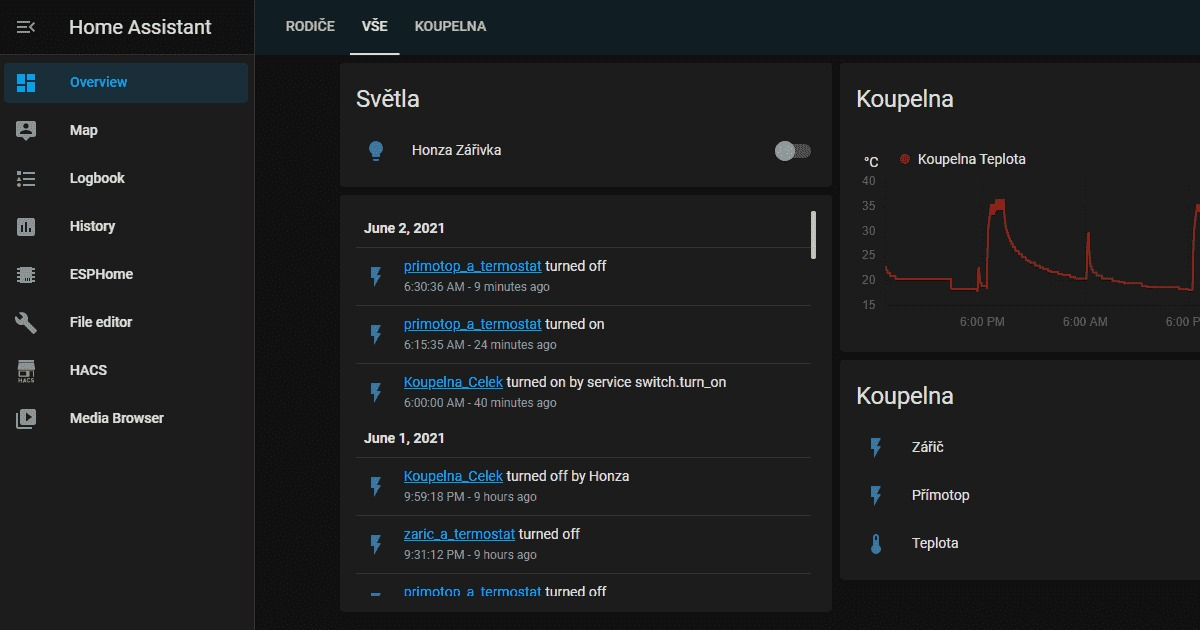 Home Assistant
Overview
Map
Logbook
History
ESPHome
File editor
HACS
HACS
Media Browser
RODIČE VŠE KOUPELNA
Světla
Honza Zářivka
June 2, 2021
primotop_a_termostat turned off
6:30:36 AM - 9 minutes ago
primotop_a_termostat turned on
6:15:35 AM - 24 minutes ago
Koupelna_Celek turned on by service switch.turn_on
6:00:00 AM - 40 minutes ago
June 1, 2021
Koupelna_Celek turned off by Honza
9:59:18 PM - 9 hours ago
zaric_a_termostat turned off
9:31:12 PM - 9 hours ago
primotop_a_termostat turned off
Koupelna
°C Koupelna Teplota
40
35
30
25
20
15
6:00 PM 6:00 AM 6:00 P
Koupelna
Zářič
Přímotop
Teplota